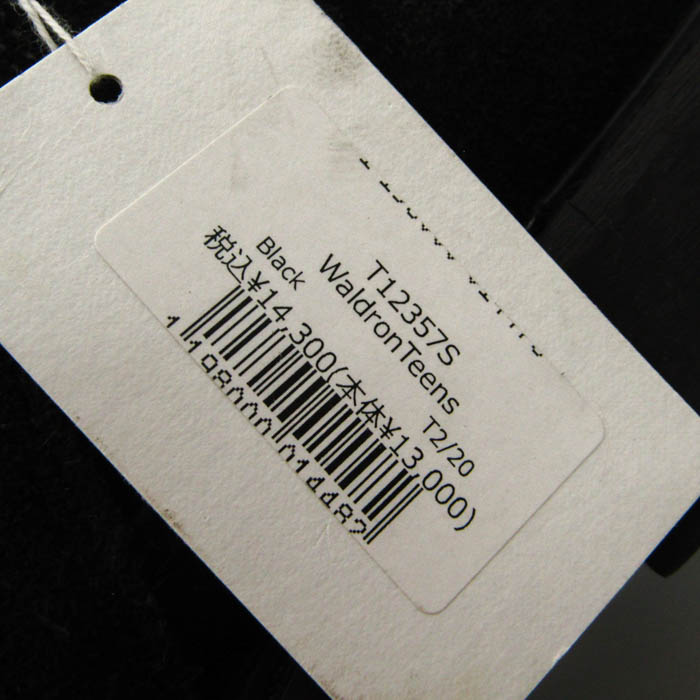 T12357S
WaldronTeens
Black T2/20
税込¥14,300(本体¥13,000)